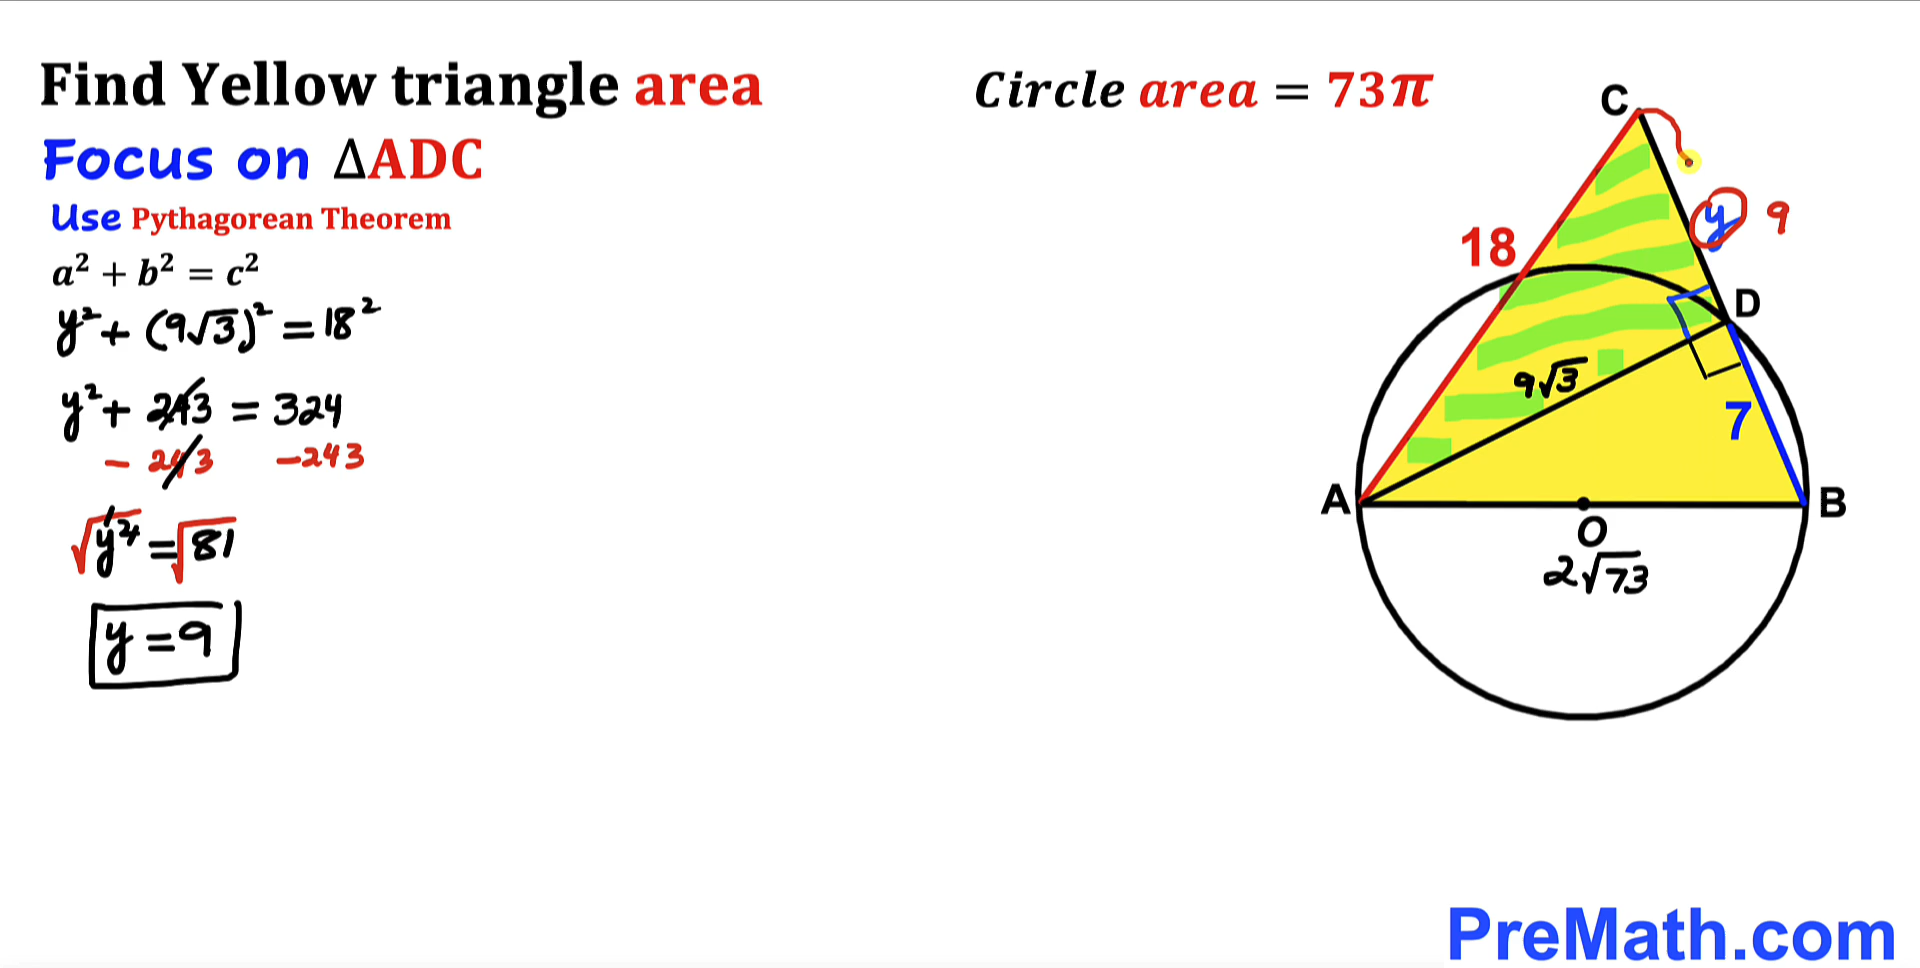 Find Yellow triangle area
Circle area = 73π
Focus on ΔADC
Use Pythagorean Theorem
a² + b² = c²
y² + (9√3)² = 18²
y² + 243 = 324
- 243 -243
√y² = √81
y = 9
C
18
y 9
D
9√3
7
A
B
O
2√73
PreMath.com